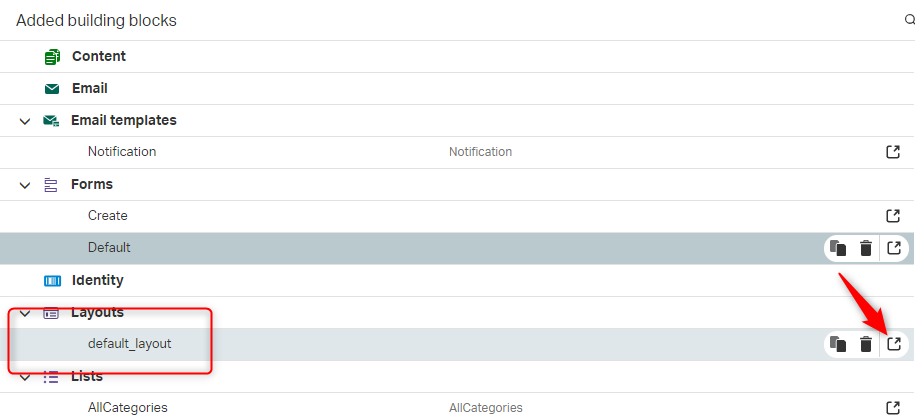 Added building blocks
Content
Email
Email templates
Notification Notification
Forms
Create
Default
Identity
Layouts
default_layout
Lists
AllCategories AllCategories